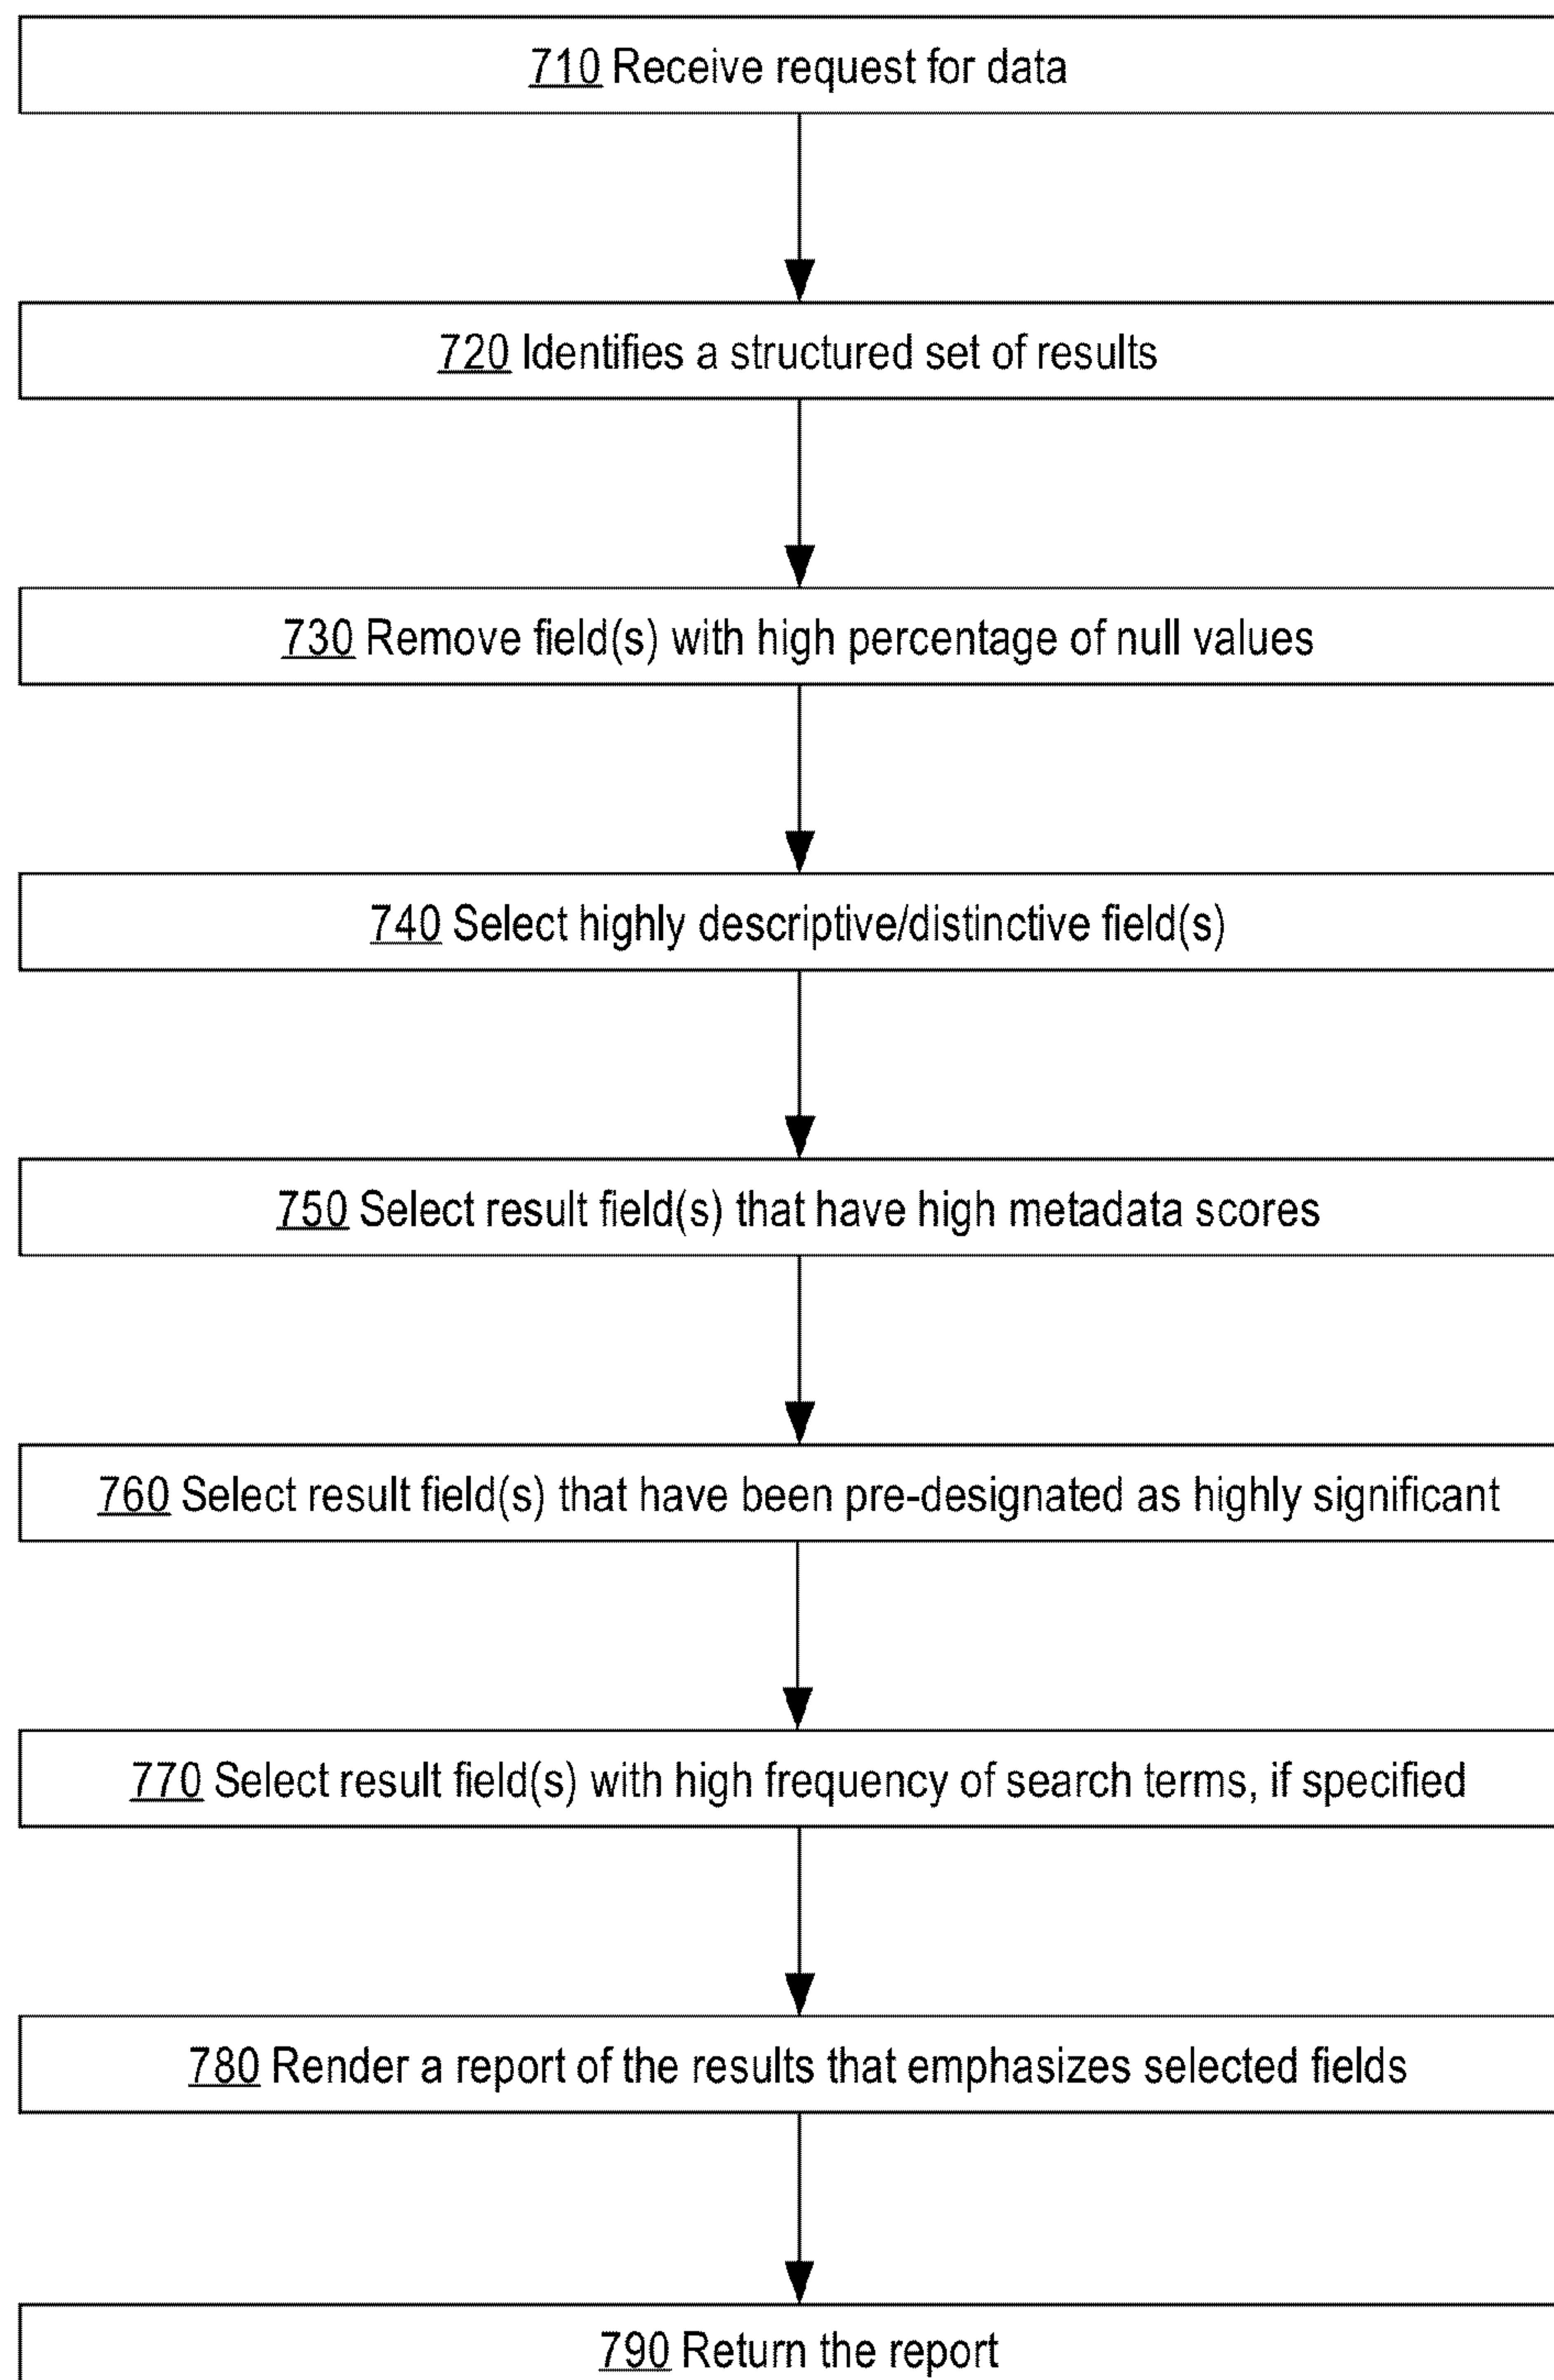 710 Receive request for data
720 Identifies a structured set of results
730 Remove field(s) with high percentage of null values
740 Select highly descriptive/distinctive field(s)
750 Select result field(s) that have high metadata scores
760 Select result field(s) that have been pre-designated as highly significant
770 Select result field(s) with high frequency of search terms, if specified
780 Render a report of the results that emphasizes selected fields
790 Return the report